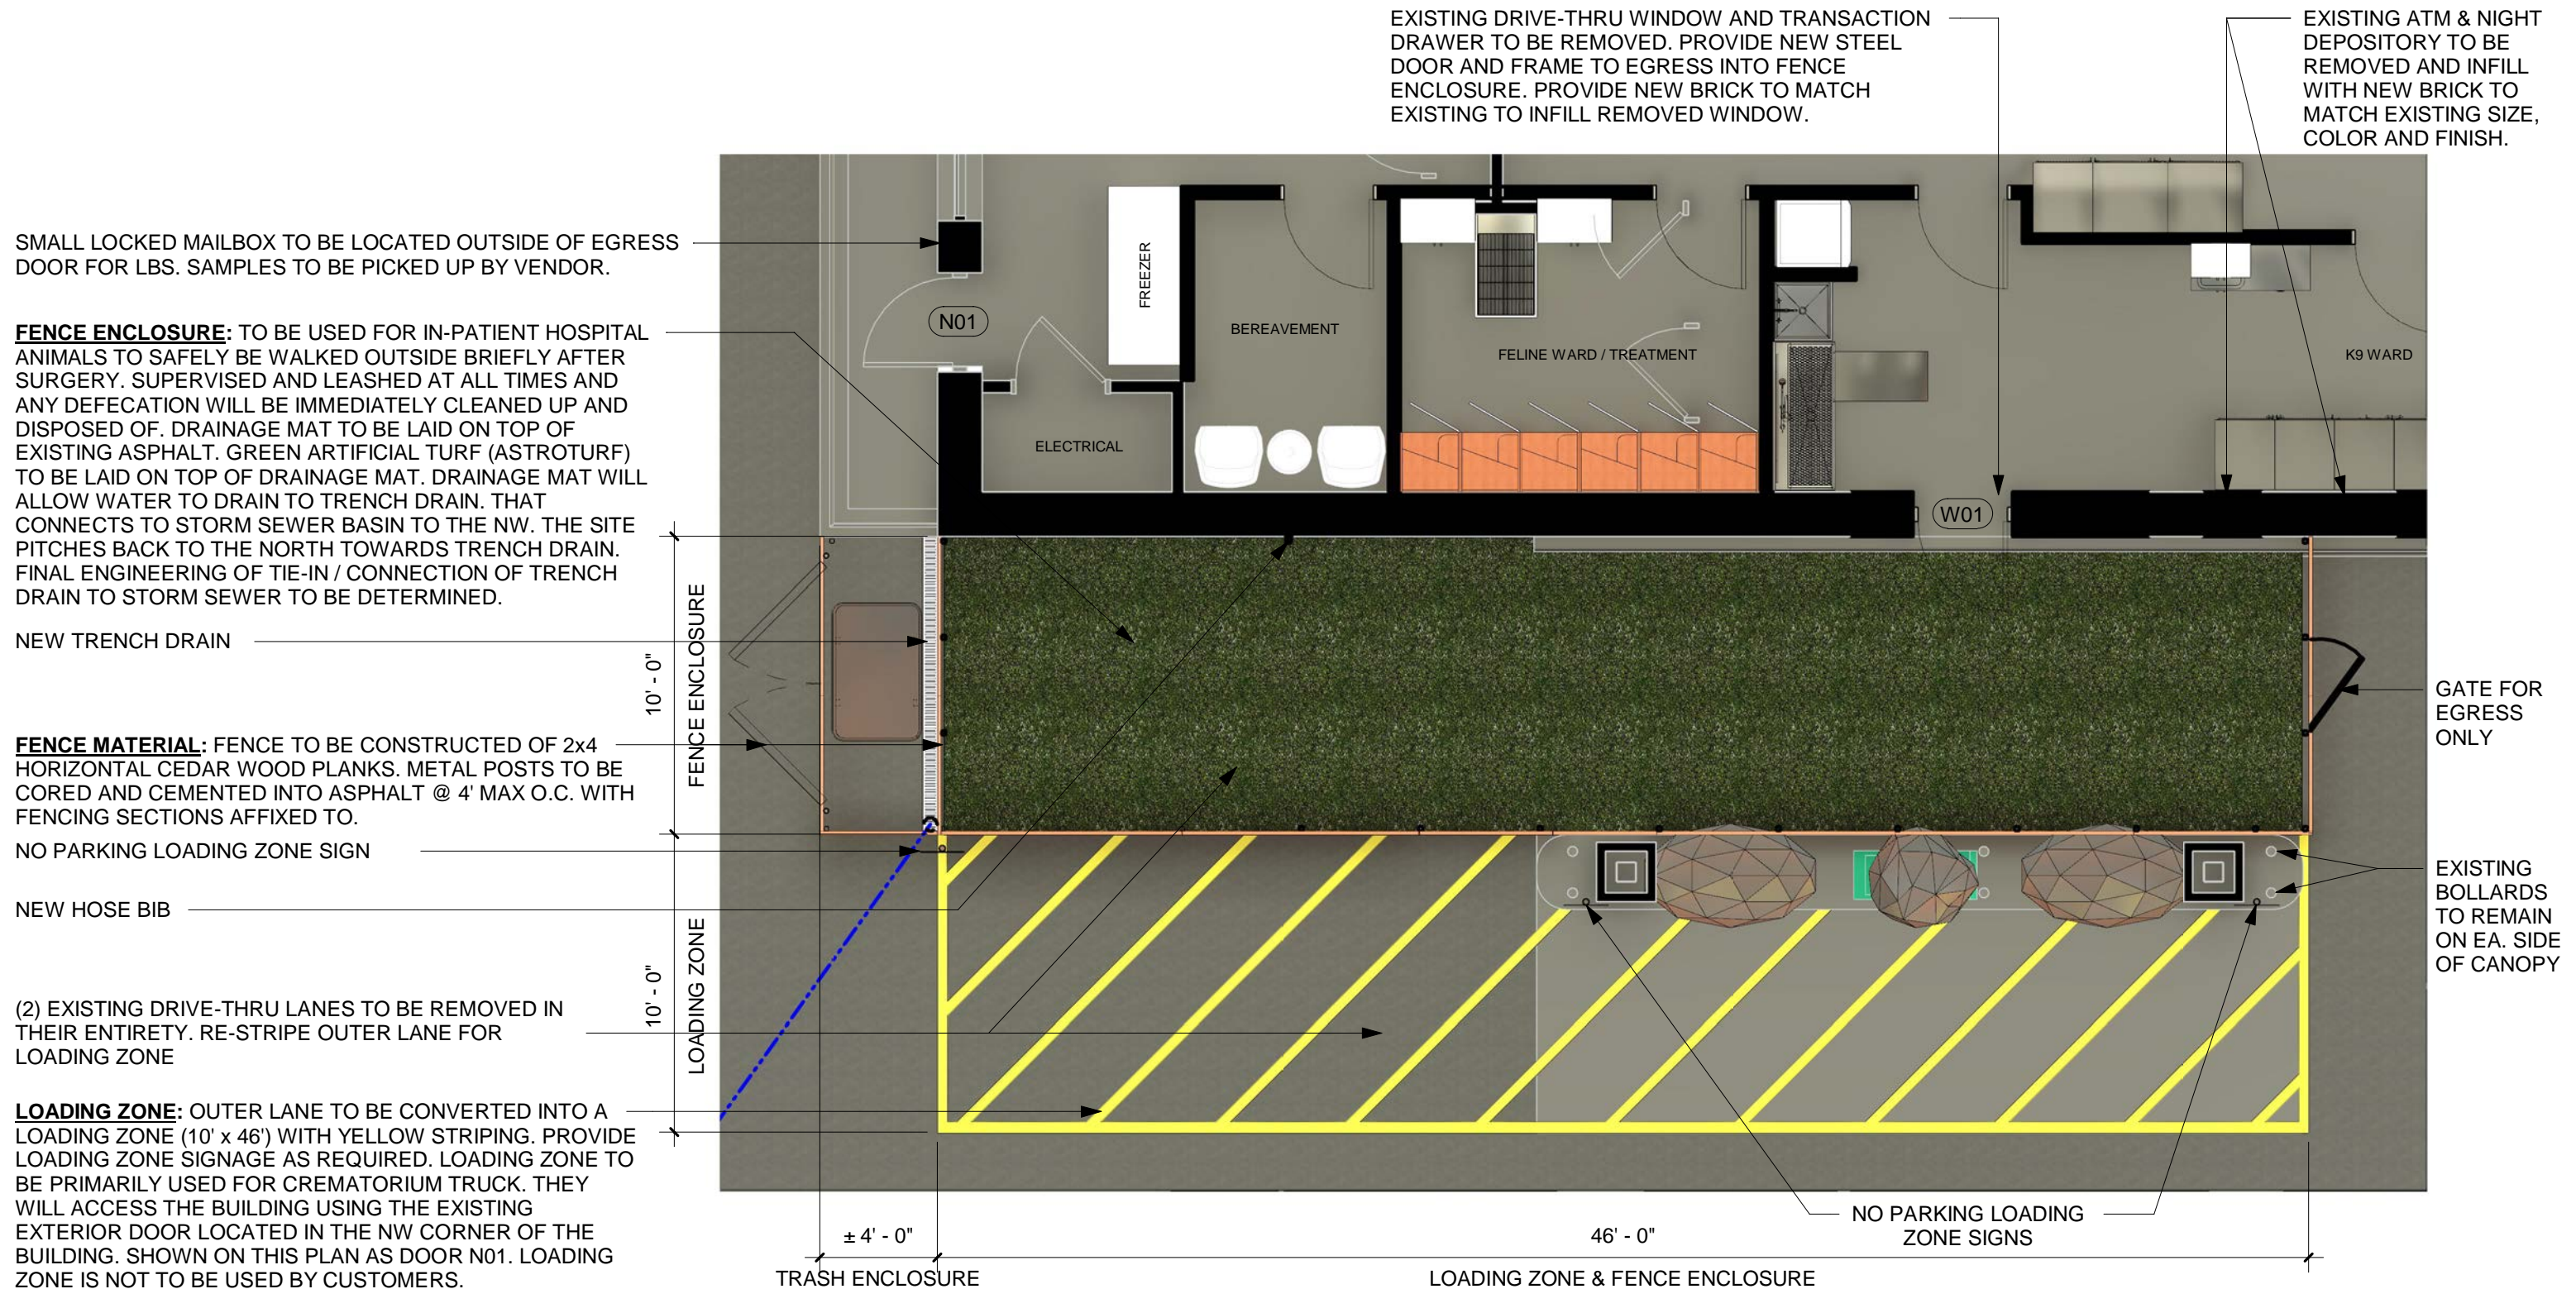 EXISTING DRIVE-THRU WINDOW AND TRANSACTION
DRAWER TO BE REMOVED. PROVIDE NEW STEEL
DOOR AND FRAME TO EGRESS INTO FENCE
ENCLOSURE. PROVIDE NEW BRICK TO MATCH
EXISTING TO INFILL REMOVED WINDOW.
EXISTING ATM & NIGHT
DEPOSITORY TO BE
REMOVED AND INFILL
WITH NEW BRICK TO
MATCH EXISTING SIZE,
COLOR AND FINISH.
SMALL LOCKED MAILBOX TO BE LOCATED OUTSIDE OF EGRESS
DOOR FOR LBS. SAMPLES TO BE PICKED UP BY VENDOR.
FENCE ENCLOSURE: TO BE USED FOR IN-PATIENT HOSPITAL
ANIMALS TO SAFELY BE WALKED OUTSIDE BRIEFLY AFTER
SURGERY. SUPERVISED AND LEASHED AT ALL TIMES AND
ANY DEFECATION WILL BE IMMEDIATELY CLEANED UP AND
DISPOSED OF. DRAINAGE MAT TO BE LAID ON TOP OF
EXISTING ASPHALT. GREEN ARTIFICIAL TURF (ASTROTURF)
TO BE LAID ON TOP OF DRAINAGE MAT. DRAINAGE MAT WILL
ALLOW WATER TO DRAIN TO TRENCH DRAIN. THAT
CONNECTS TO STORM SEWER BASIN TO THE NW. THE SITE
PITCHES BACK TO THE NORTH TOWARDS TRENCH DRAIN.
FINAL ENGINEERING OF TIE-IN / CONNECTION OF TRENCH
DRAIN TO STORM SEWER TO BE DETERMINED.
NEW TRENCH DRAIN
FENCE MATERIAL: FENCE TO BE CONSTRUCTED OF 2x4
HORIZONTAL CEDAR WOOD PLANKS. METAL POSTS TO BE
CORED AND CEMENTED INTO ASPHALT @ 4' MAX O.C. WITH
FENCING SECTIONS AFFIXED TO.
NO PARKING LOADING ZONE SIGN
NEW HOSE BIB
(2) EXISTING DRIVE-THRU LANES TO BE REMOVED IN
THEIR ENTIRETY. RE-STRIPE OUTER LANE FOR
LOADING ZONE
LOADING ZONE: OUTER LANE TO BE CONVERTED INTO A
LOADING ZONE (10' x 46') WITH YELLOW STRIPING. PROVIDE
LOADING ZONE SIGNAGE AS REQUIRED. LOADING ZONE TO
BE PRIMARILY USED FOR CREMATORIUM TRUCK. THEY
WILL ACCESS THE BUILDING USING THE EXISTING
EXTERIOR DOOR LOCATED IN THE NW CORNER OF THE
BUILDING. SHOWN ON THIS PLAN AS DOOR N01. LOADING
ZONE IS NOT TO BE USED BY CUSTOMERS.
10' - 0"
FENCE ENCLOSURE
10' - 0"
LOADING ZONE
N01
FREEZER
ELECTRICAL
BEREAVEMENT
FELINE WARD / TREATMENT
K9 WARD
W01
GATE FOR
EGRESS
ONLY
EXISTING
BOLLARDS
TO REMAIN
ON EA. SIDE
OF CANOPY
NO PARKING LOADING
ZONE SIGNS
± 4' - 0"
TRASH ENCLOSURE
46' - 0"
LOADING ZONE & FENCE ENCLOSURE